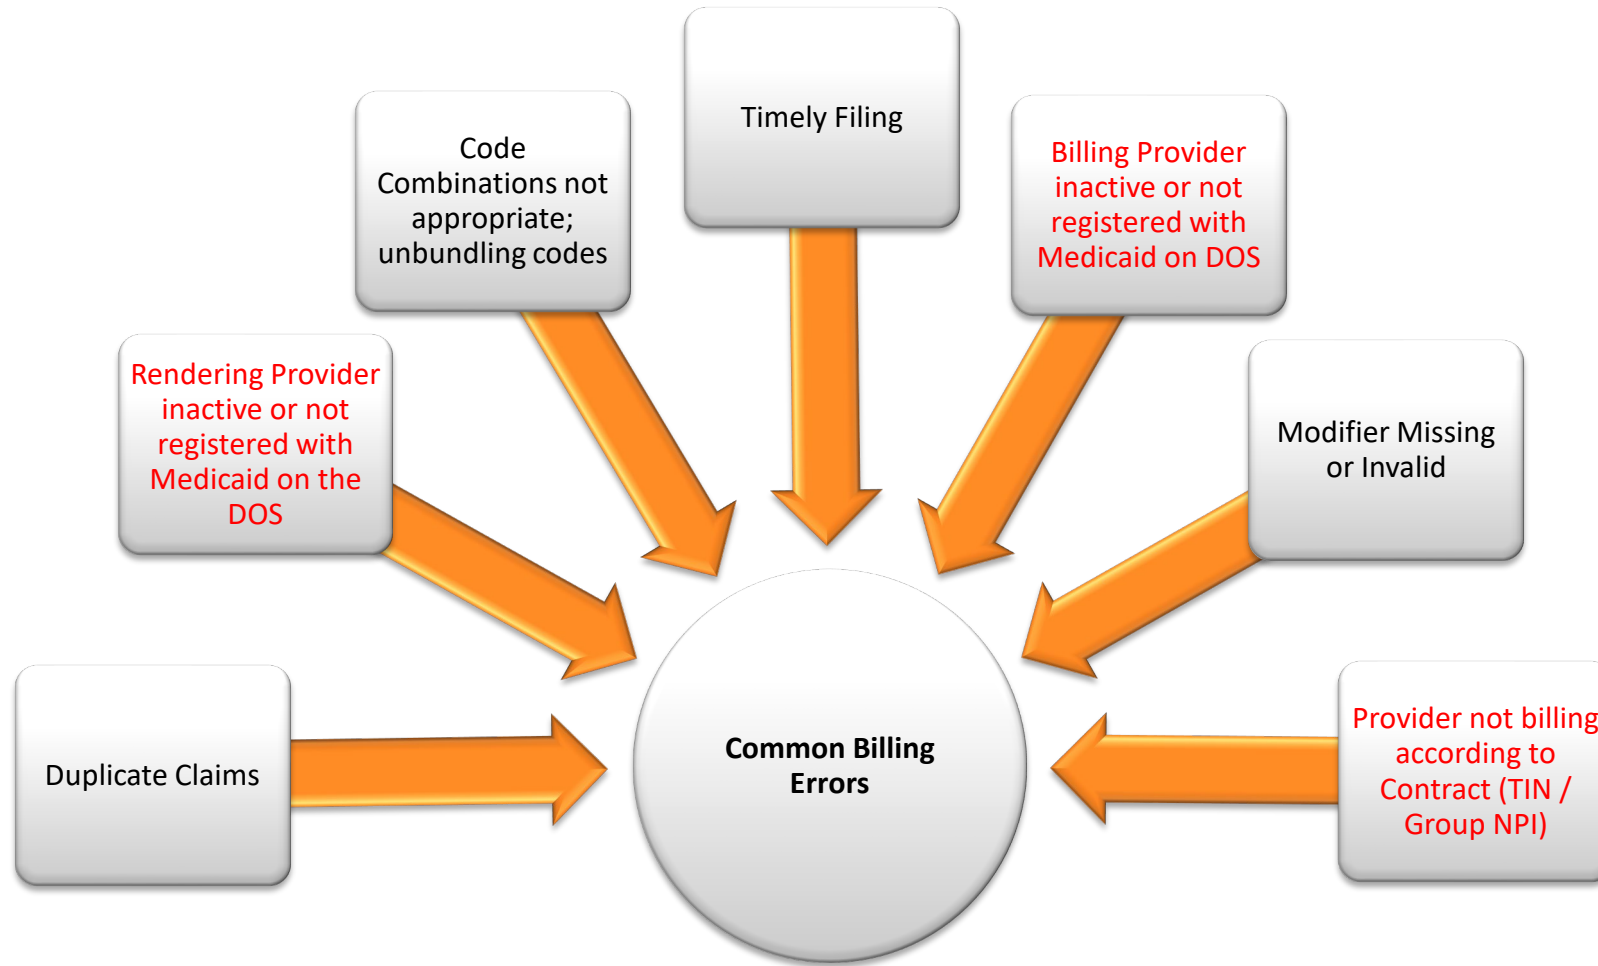 Timely Filing
Code
Combinations not
appropriate;
unbundling codes
Billing Provider
inactive or not
registered with
Medicaid on DOS
Rendering Provider
inactive or not
registered with
Medicaid on the
DOS
Modifier Missing
or Invalid
Duplicate Claims
Common Billing
Errors
Provider not billing
according to
Contract (TIN /
Group NPI)